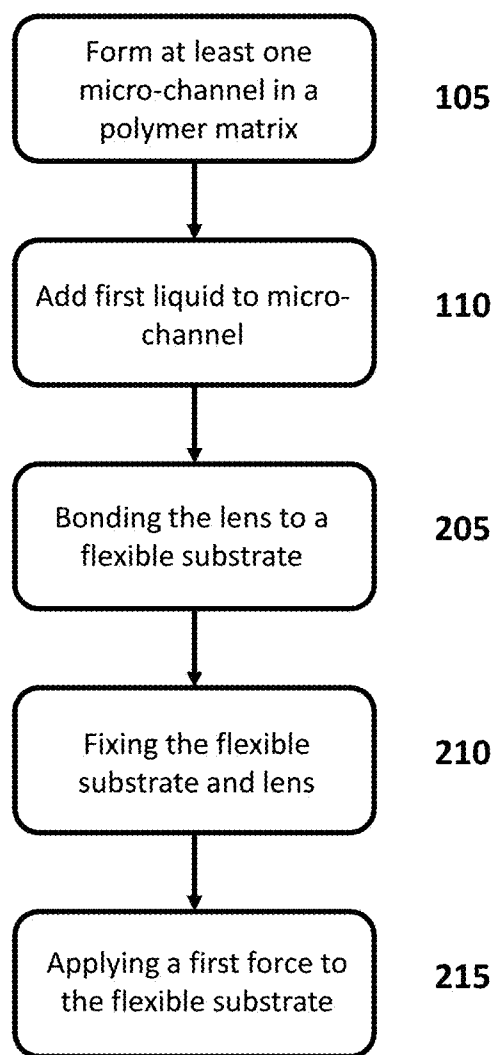 Form at least one
micro-channel in a
polymer matrix
105
Add first liquid to micro-
channel
110
Bonding the lens to a
flexible substrate
205
Fixing the flexible
substrate and lens
210
Applying a first force to
the flexible substrate
215